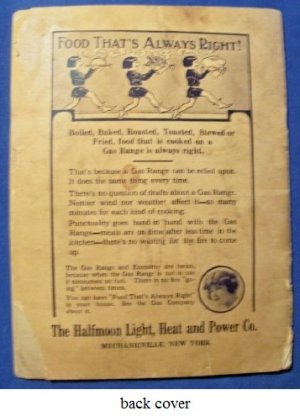 FOOD THAT'S ALWAYS RIGHT!
Boiled, Baked, Roasted, Toasted, Stewed or
Fried, food that is cooked on a
Gas Range is always right.
That's because a Gas Range can be relied upon.
It does the same thing every time.
There's no question of drafts about a Gas Range.
Neither wind nor weather affect it—so many
minutes for each kind of cooking.
Punctuality goes hand in hand with the Gas
Range—meals are on time after less time in the
kitchen—there's no waiting for the fire to come
up.
The Gas Range and Economy are twins,
because when the Gas Range is not in use
it consumes no fuel. There is no fire "go-
ing" between times.
You can have "Food That's Always Right"
in your home. See the Gas Company
about it.
The Halfmoon Light, Heat and Power Co.
MECHANICVILLE, NEW YORK
back cover